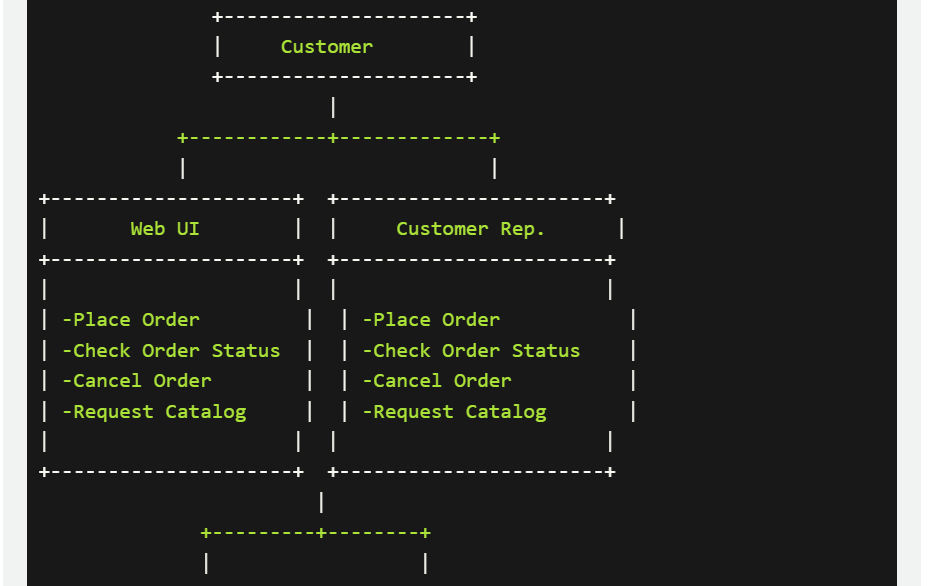 +---------------------+
|     Customer        |
+---------------------+
|
+------------+-------------+
|                          |
+---------------------+  +-----------------------+
|       Web UI        |  |     Customer Rep.      |
+---------------------+  +-----------------------+
|                     |  |                       |
| -Place Order         |  | -Place Order           |
| -Check Order Status  |  | -Check Order Status    |
| -Cancel Order        |  | -Cancel Order          |
| -Request Catalog     |  | -Request Catalog       |
|                     |  |                       |
+---------------------+  +-----------------------+
|
+---------+--------+
|                  |